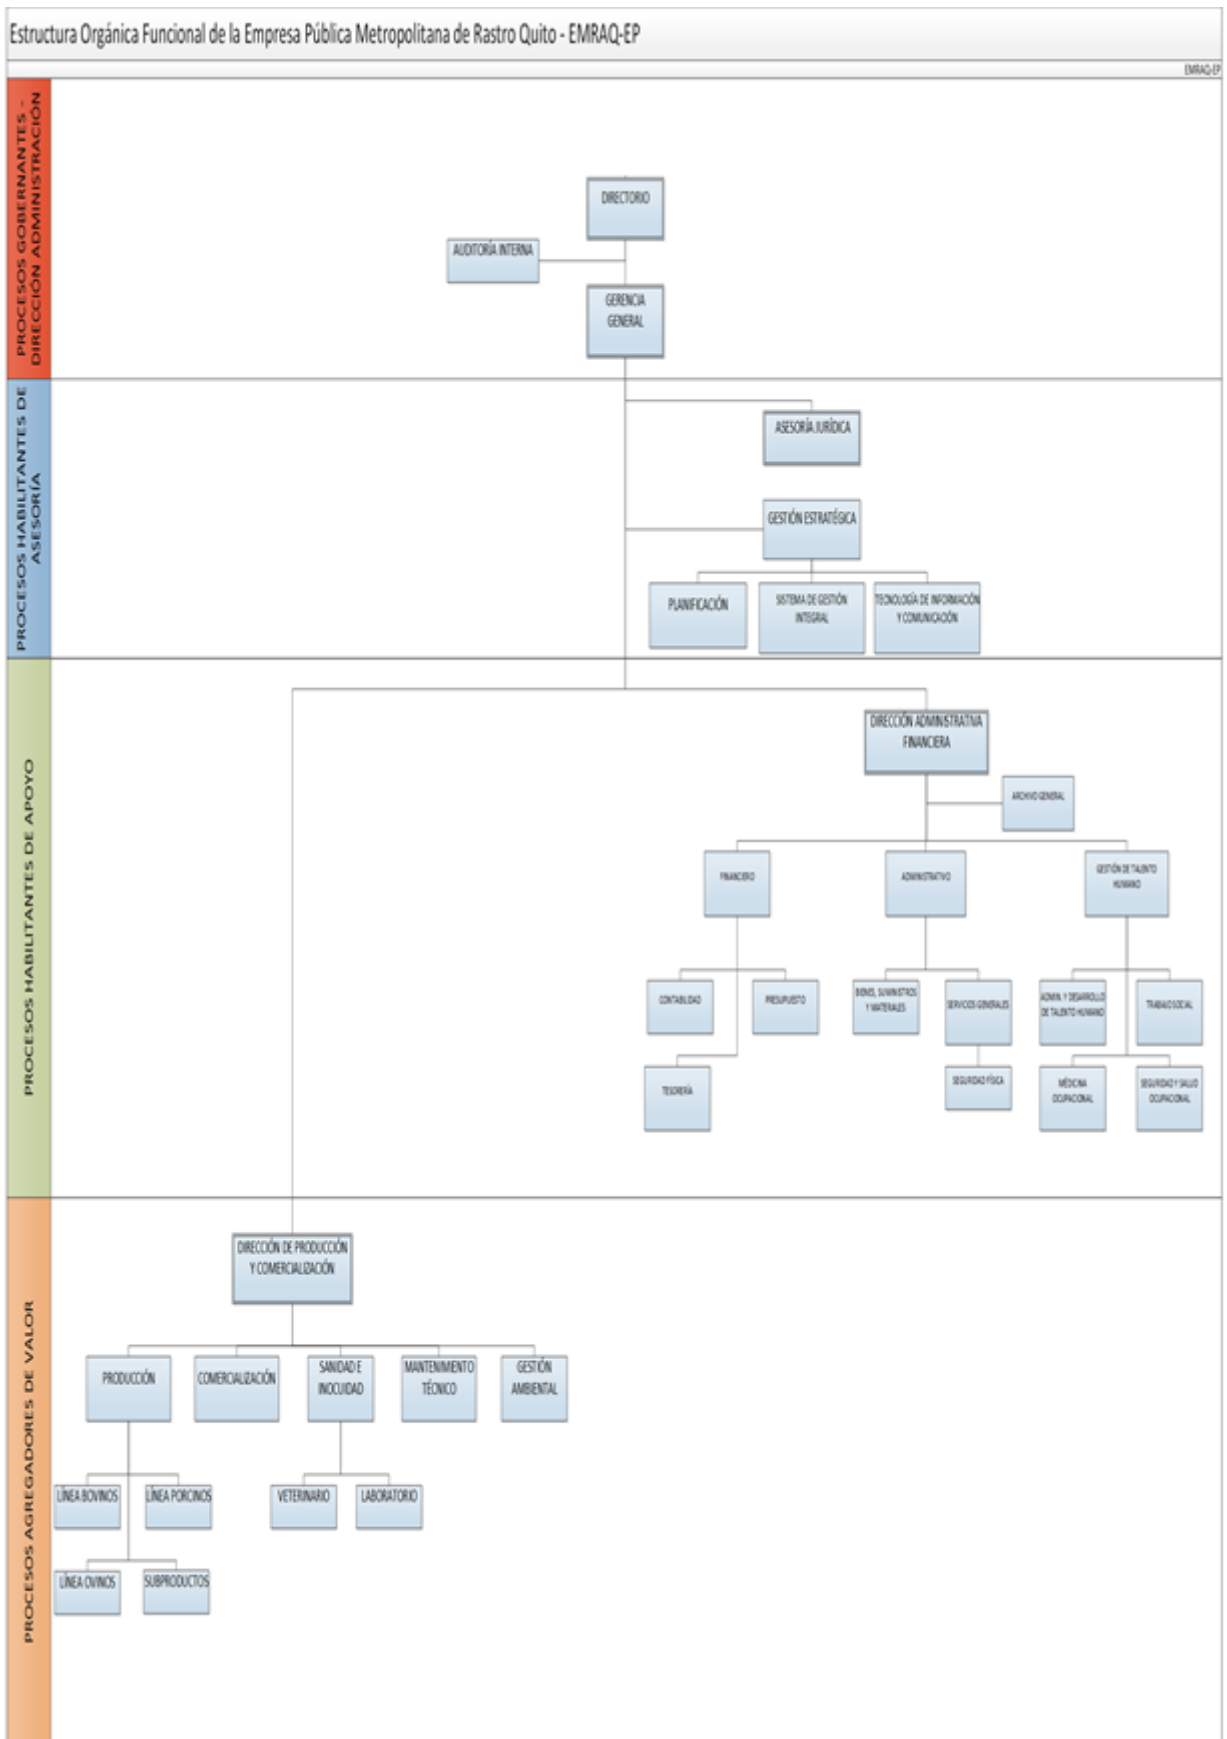 Estructura Orgánica Funcional de la Empresa Pública Metropolitana de Rastro Quito - EMRAQ-EP
EMRAQ-EP
PROCESOS GOBERNANTES -
DIRECCIÓN ADMINISTRACIÓN
DIRECTORIO
AUDITORÍA INTERNA
GERENCIA
GENERAL
PROCESOS HABILITANTES DE
ASESORÍA
ASESORÍA JURÍDICA
GESTIÓN ESTRATÉGICA
PLANIFICACIÓN
SISTEMA DE GESTIÓN
INTEGRAL
TECNOLOGÍA DE INFORMACIÓN
Y COMUNICACIÓN
PROCESOS HABILITANTES DE APOYO
DIRECCIÓN ADMINISTRATIVA
FINANCIERA
ARCHIVO GENERAL
FINANCIERO
ADMINISTRATIVO
GESTIÓN DE TALENTO
HUMANO
CONTABILIDAD
PRESUPUESTO
BIENES, SUMINISTROS
Y MATERIALES
SERVICIOS GENERALES
ADMIN. Y DESARROLLO
DE TALENTO HUMANO
TRABAJO SOCIAL
TESORERÍA
SEGURIDAD FÍSICA
MÉDICINA
OCUPACIONAL
SEGURIDAD Y SALUD
OCUPACIONAL
PROCESOS AGREGADORES DE VALOR
DIRECCIÓN DE PRODUCCIÓN
Y COMERCIALIZACIÓN
PRODUCCIÓN
COMERCIALIZACIÓN
SANIDAD E
INOCUIDAD
MANTENIMIENTO
TÉCNICO
GESTIÓN
AMBIENTAL
LÍNEA BOVINOS
LÍNEA PORCINOS
VETERINARIO
LABORATORIO
LÍNEA OVINOS
SUBPRODUCTOS